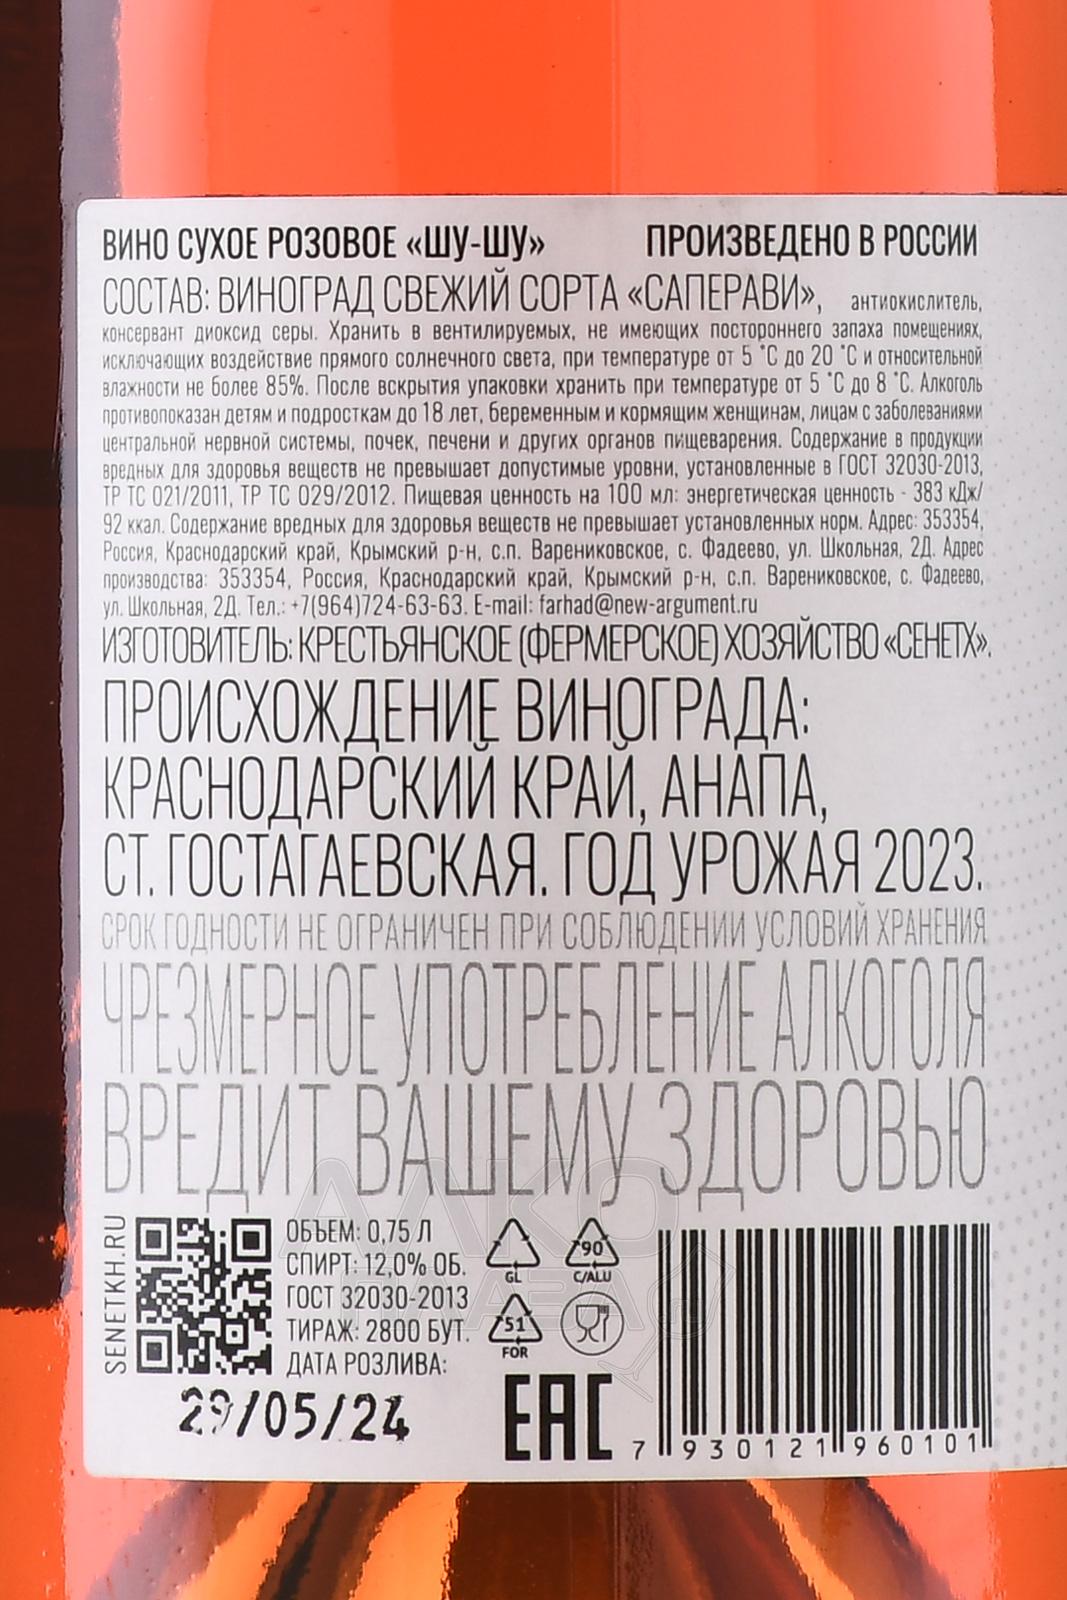 ВИНО СУХОЕ РОЗОВОЕ «ШУ-ШУ» ПРОИЗВЕДЕНО В РОССИИ
СОСТАВ: ВИНОГРАД СВЕЖИЙ СОРТА «САПЕРАВИ», антиокислитель,
консервант диоксид серы. Хранить в вентилируемых, не имеющих постороннего запаха помещениях,
исключающих воздействие прямого солнечного света, при температуре от 5 °С до 20 °С и относительной
влажности не более 85%. После вскрытия упаковки хранить при температуре от 5 °С до 8 °С. Алкоголь
противопоказан детям и подросткам до 18 лет, беременным и кормящим женщинам, лицам с заболеваниями
центральной нервной системы, почек, печени и других органов пищеварения. Содержание в продукции
вредных для здоровья веществ не превышает допустимые уровни, установленные в ГОСТ 32030-2013,
ТР ТС 021/2011, ТР ТС 029/2012. Пищевая ценность на 100 мл: энергетическая ценность - 383 кДж/
92 ккал. Содержание вредных для здоровья веществ не превышает установленных норм. Адрес: 353354,
Россия, Краснодарский край, Крымский р-н, с.п. Варениковское, с. Фадеево, ул. Школьная, 2Д. Адрес
производства: 353354, Россия, Краснодарский край, Крымский р-н, с.п. Варениковское, с. Фадеево,
ул. Школьная, 2Д. Тел.: +7(964)724-63-63. E-mail: farhad@new-argument.ru
ИЗГОТОВИТЕЛЬ: КРЕСТЬЯНСКОЕ (ФЕРМЕРСКОЕ) ХОЗЯЙСТВО «СЕНЕТХ».
ПРОИСХОЖДЕНИЕ ВИНОГРАДА:
КРАСНОДАРСКИЙ КРАЙ, АНАПА,
СТ. ГОСТАГАЕВСКАЯ. ГОД УРОЖАЯ 2023.
СРОК ГОДНОСТИ НЕ ОГРАНИЧЕН ПРИ СОБЛЮДЕНИИ УСЛОВИЙ ХРАНЕНИЯ
ЧРЕЗМЕРНОЕ УПОТРЕБЛЕНИЕ АЛКОГОЛЯ
ВРЕДИТ ВАШЕМУ ЗДОРОВЬЮ
SENETKH.RU
ОБЪЕМ: 0,75 Л
СПИРТ: 12,0% ОБ.
ГОСТ 32030-2013
ТИРАЖ: 2800 БУТ.
ДАТА РОЗЛИВА:
29/05/24
GL
90
C/ALU
51
FOR
EAC
7 930121 960101
АЛКО